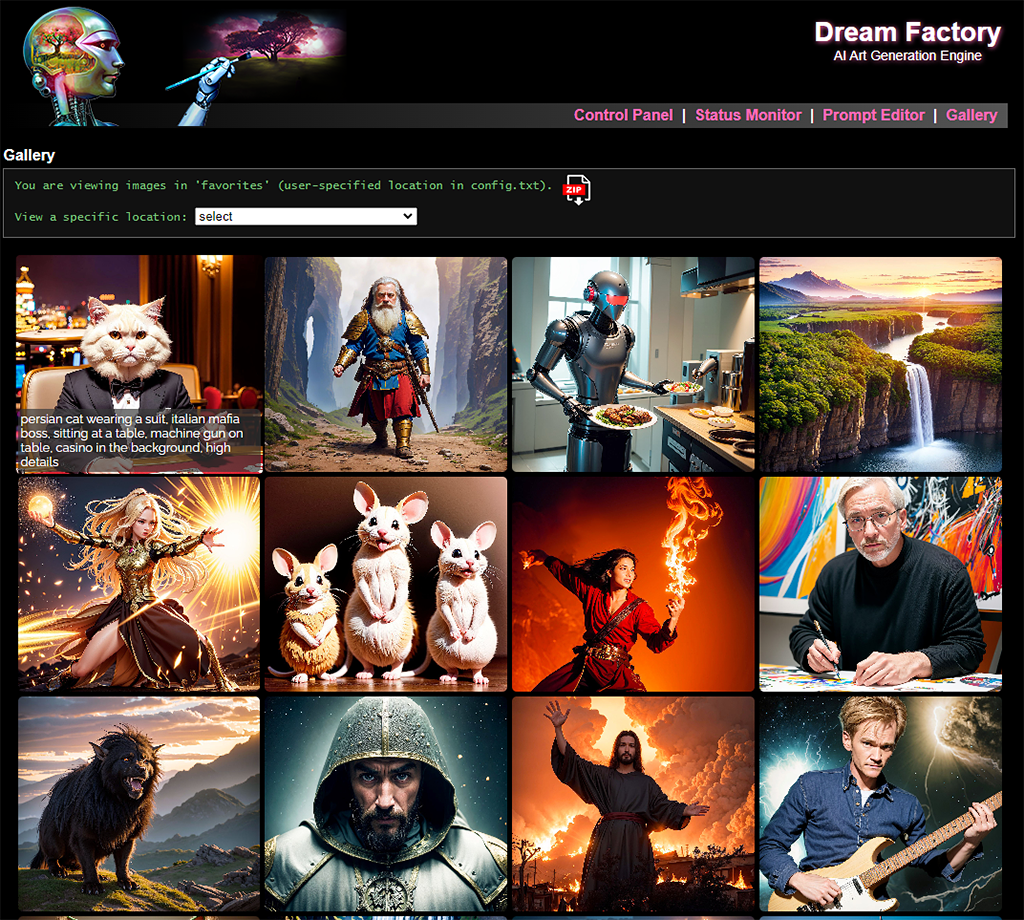 Dream Factory
AI Art Generation Engine
Control Panel | Status Monitor | Prompt Editor | Gallery
Gallery
You are viewing images in 'favorites' (user-specified location in config.txt).
ZIP
View a specific location: select
persian cat wearing a suit, italian mafia
boss, sitting at a table, machine gun on
table, casino in the background, high
details